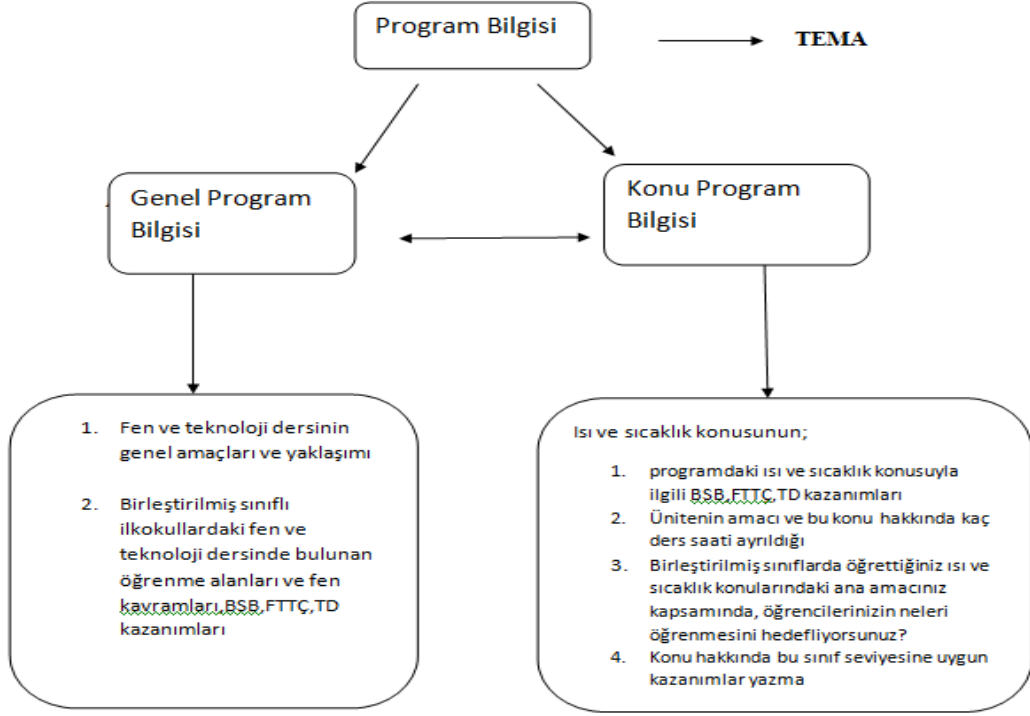 Program Bilgisi
TEMA
Genel Program
Bilgisi
Konu Program
Bilgisi
1. Fen ve teknoloji dersinin
genel amaçları ve yaklaşımı
2. Birleştirilmiş sınıflı
ilkokullardaki fen ve
teknoloji dersinde bulunan
öğrenme alanları ve fen
kavramları,BSB,FTTÇ,TD
kazanımları
Isı ve sıcaklık konusunun;
1. programdaki ısı ve sıcaklık konusuyla
ilgili BSB,FTTÇ,TD kazanımları
2. Ünitenin amacı ve bu konu hakkında kaç
ders saati ayrıldığı
3. Birleştirilmiş sınıflarda öğrettiğiniz ısı ve
sıcaklık konularındaki ana amacınız
kapsamında, öğrencilerinizin neleri
öğrenmesini hedefliyorsunuz?
4. Konu hakkında bu sınıf seviyesine uygun
kazanımlar yazma